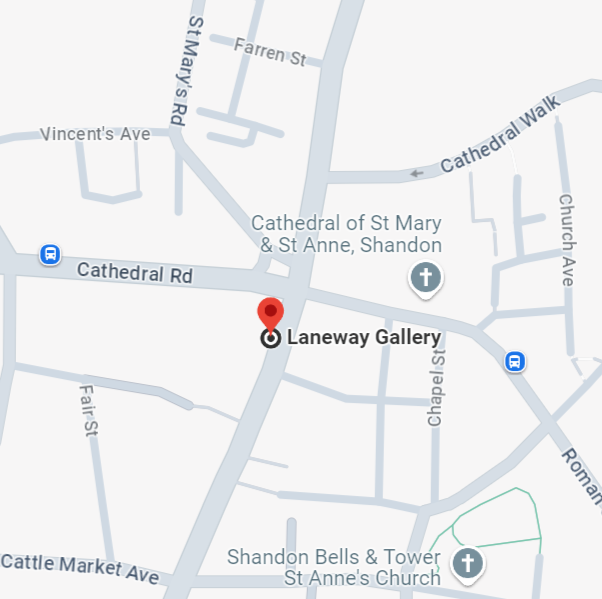 St Mary's Rd
Farren St
Vincent's Ave
Cathedral Walk
Church Ave
Cathedral of St Mary
& St Anne, Shandon
Cathedral Rd
Laneway Gallery
Chapel St
Fair St
Roman
Cattle Market Ave
Shandon Bells & Tower
St Anne's Church